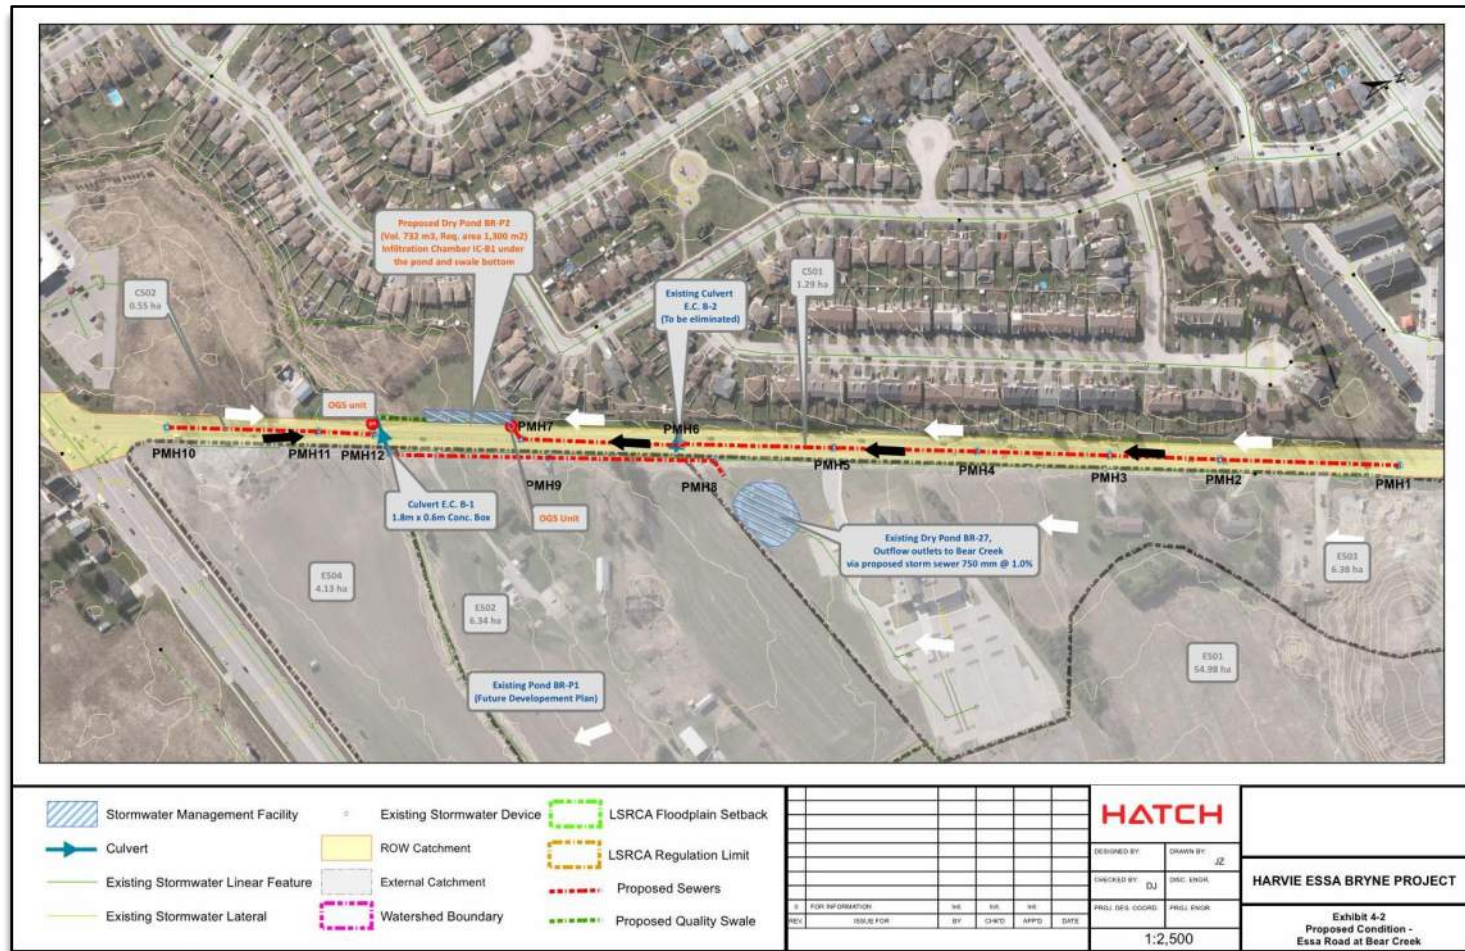 Z
Proposed Dry Pond BR-P2
(Vol. 732 m3, Req. area 1,300 m2)
Infiltration Chamber IC-B1 under
the pond and swale bottom
C502
0.55 ha
Existing Culvert
E.C. B-2
(To be eliminated)
C501
1.29 ha
OGS unit
PMH10
PMH11
PMH12
PMH7
PMH6
PMH5
PMH4
PMH3
PMH2
PMH1
PMH9
PMH8
Culvert E.C. B-1
1.8m x 0.6m Conc. Box
OGS Unit
Existing Dry Pond BR-27,
Outflow outlets to Bear Creek
via proposed storm sewer 750 mm @ 1.0%
E503
6.38 ha
E504
4.13 ha
E502
6.34 ha
E501
54.98 ha
Existing Pond BR-P1
(Future Developement Plan)
Stormwater Management Facility
Culvert
Existing Stormwater Linear Feature
Existing Stormwater Lateral
Existing Stormwater Device
ROW Catchment
External Catchment
Watershed Boundary
LSRCA Floodplain Setback
LSRCA Regulation Limit
Proposed Sewers
Proposed Quality Swale
FOR INFORMATION
REV. ISSUE FOR BY CHK'D APP'D DATE
HATCH
DESIGNED BY: DRAWN BY: JZ
CHECKED BY: DJ DISC. ENGR.
PROJ. DES. COORD. PROJ. ENGR.
1:2,500
HARVIE ESSA BRYNE PROJECT
Exhibit 4-2
Proposed Condition -
Essa Road at Bear Creek